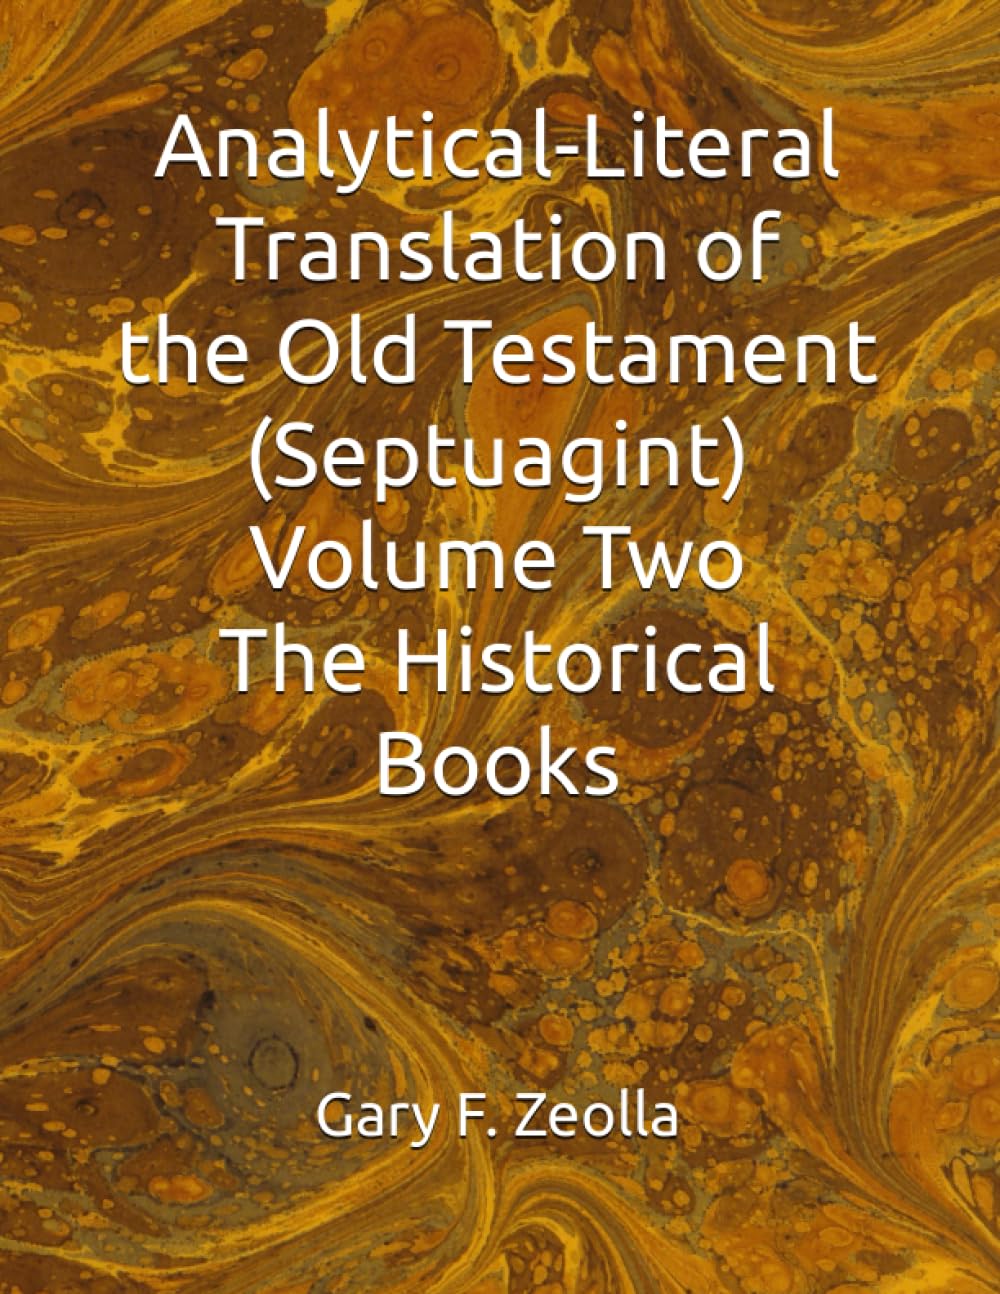 Analytical-Literal
Translation of
the Old Testament
(Septuagint)
Volume Two
The Historical
Books
Gary F. Zeolla